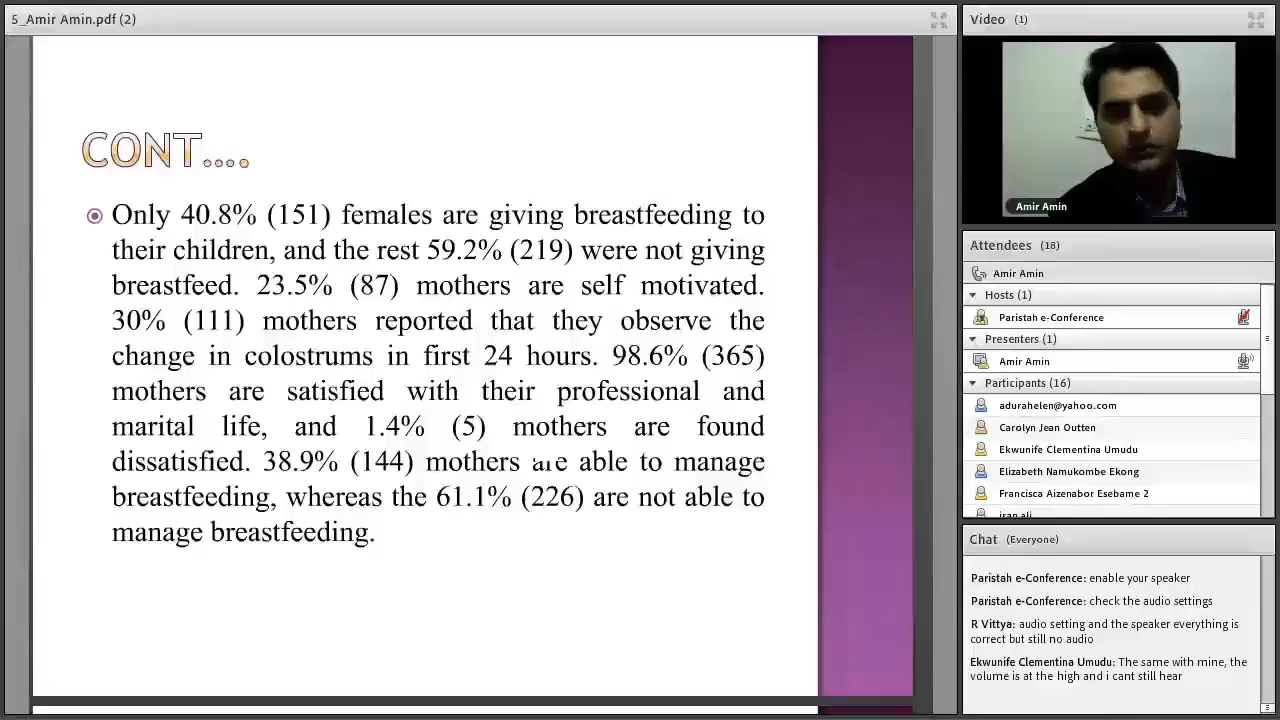 5_Amir Amin.pdf (2)
CONT....
Only 40.8% (151) females are giving breastfeeding to
their children, and the rest 59.2% (219) were not giving
breastfeed. 23.5% (87) mothers are self motivated.
30% (111) mothers reported that they observe the
change in colostrums in first 24 hours. 98.6% (365)
mothers are satisfied with their professional and
marital life, and 1.4% (5) mothers are found
dissatisfied. 38.9% (144) mothers are able to manage
breastfeeding, whereas the 61.1% (226) are not able to
manage breastfeeding.
Video (1)
Amir Amin
Attendees (18)
Amir Amin
Hosts (1)
Paristah e-Conference
Presenters (1)
Amir Amin
Participants (16)
adurahelen@yahoo.com
Carolyn Jean Outten
Ekwunife Clementina Umudu
Elizabeth Namukombe Ekong
Francisca Aizenabor Esebame 2
iran ali
Chat (Everyone)
Paristah e-Conference: enable your speaker
Paristah e-Conference: check the audio settings
R Vittya: audio setting and the speaker everything is
correct but still no audio
Ekwunife Clementina Umudu: The same with mine, the
volume is at the high and i cant still hear